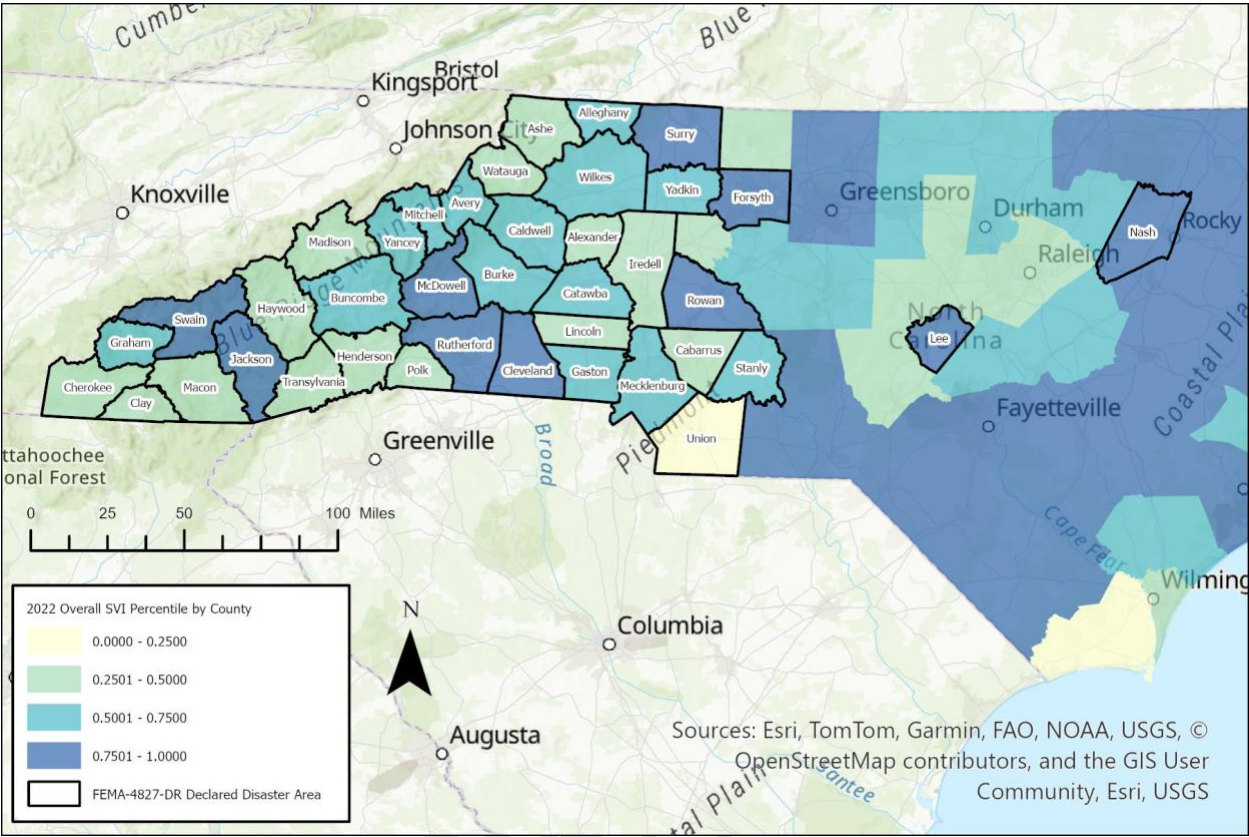 Cumber
Blue R
Bristol
Kingsport
Johnson City
Knoxville
Alleghany
Ashe
Surry
Watauga
Wilkes
Yadkin
Forsyth
Avery
Mitchell
Caldwell
Yancey
Madison
Alexander
Iredell
McDowell
Burke
Catawba
Buncombe
Rowan
Haywood
Swain
Graham
Jackson
Lincoln
Rutherford
Cleveland
Gaston
Cabarrus
Stanly
Mecklenburg
Henderson
Polk
Transylvania
Cherokee
Macon
Clay
Union
Blue Ridge Mountains
Piedmont
Greensboro
Durham
Raleigh
Nash
Rocky
North
Carolina
Lee
Fayetteville
Coastal Plai
Cape Fear
Wilming
Greenville
Broad
ttahoochee
onal Forest
0 25 50 100 Miles
N
Columbia
Augusta
Santee
tal Plain
2022 Overall SVI Percentile by County
0.0000 - 0.2500
0.2501 - 0.5000
0.5001 - 0.7500
0.7501 - 1.0000
FEMA-4827-DR Declared Disaster Area
Sources: Esri, TomTom, Garmin, FAO, NOAA, USGS, ©
OpenStreetMap contributors, and the GIS User
Community, Esri, USGS